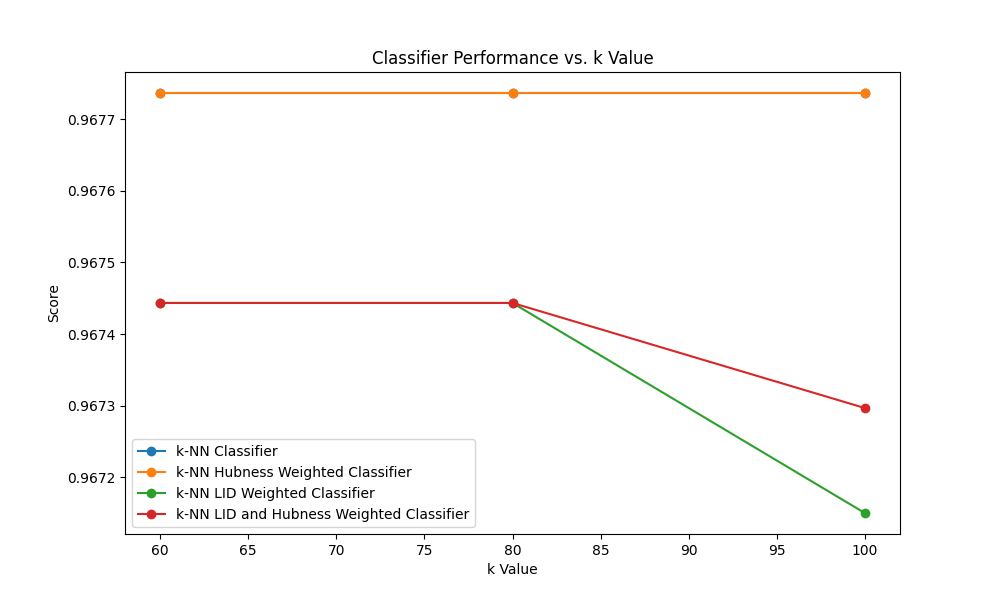 Classifier Performance vs. k Value
0.9677
0.9676
0.9675
0.9674
0.9673
0.9672
Score
k-NN Classifier
k-NN Hubness Weighted Classifier
k-NN LID Weighted Classifier
k-NN LID and Hubness Weighted Classifier
60 65 70 75 80 85 90 95 100
k Value